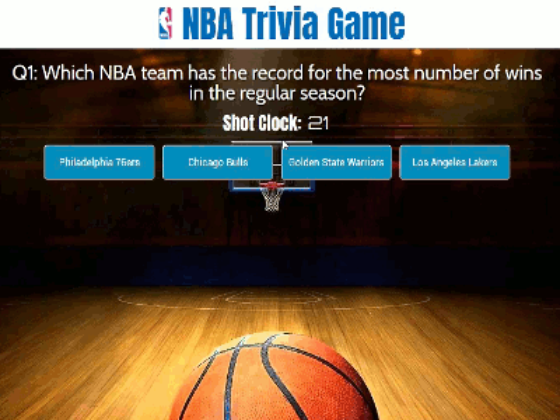 NBA Trivia Game
Q1: Which NBA team has the record for the most number of wins
in the regular season?
Shot Clock: 21
Philadelphia 76ers
Chicago Bulls
Golden State Warriors
Los Angeles Lakers